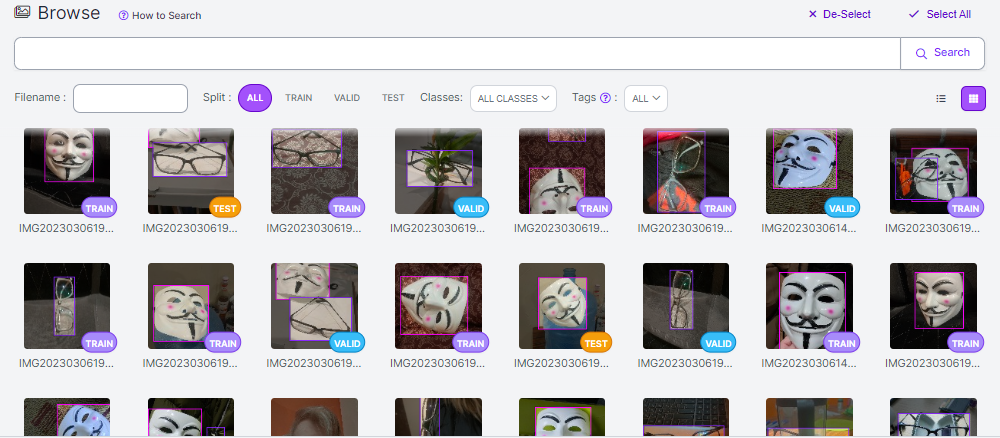 Browse How to Search De-Select Select All
Search
Filename : Split : ALL TRAIN VALID TEST Classes: ALL CLASSES Tags : ALL
TRAIN TEST TRAIN VALID TRAIN TRAIN VALID TRAIN
IMG2023030619... IMG2023030619... IMG2023030619... IMG2023030619... IMG2023030619... IMG2023030619... IMG2023030614... IMG2023030619...
TRAIN TRAIN VALID TRAIN TEST VALID TRAIN TRAIN
IMG2023030619... IMG2023030619... IMG2023030619... IMG2023030619... IMG2023030619... IMG2023030619... IMG2023030614... IMG2023030619...